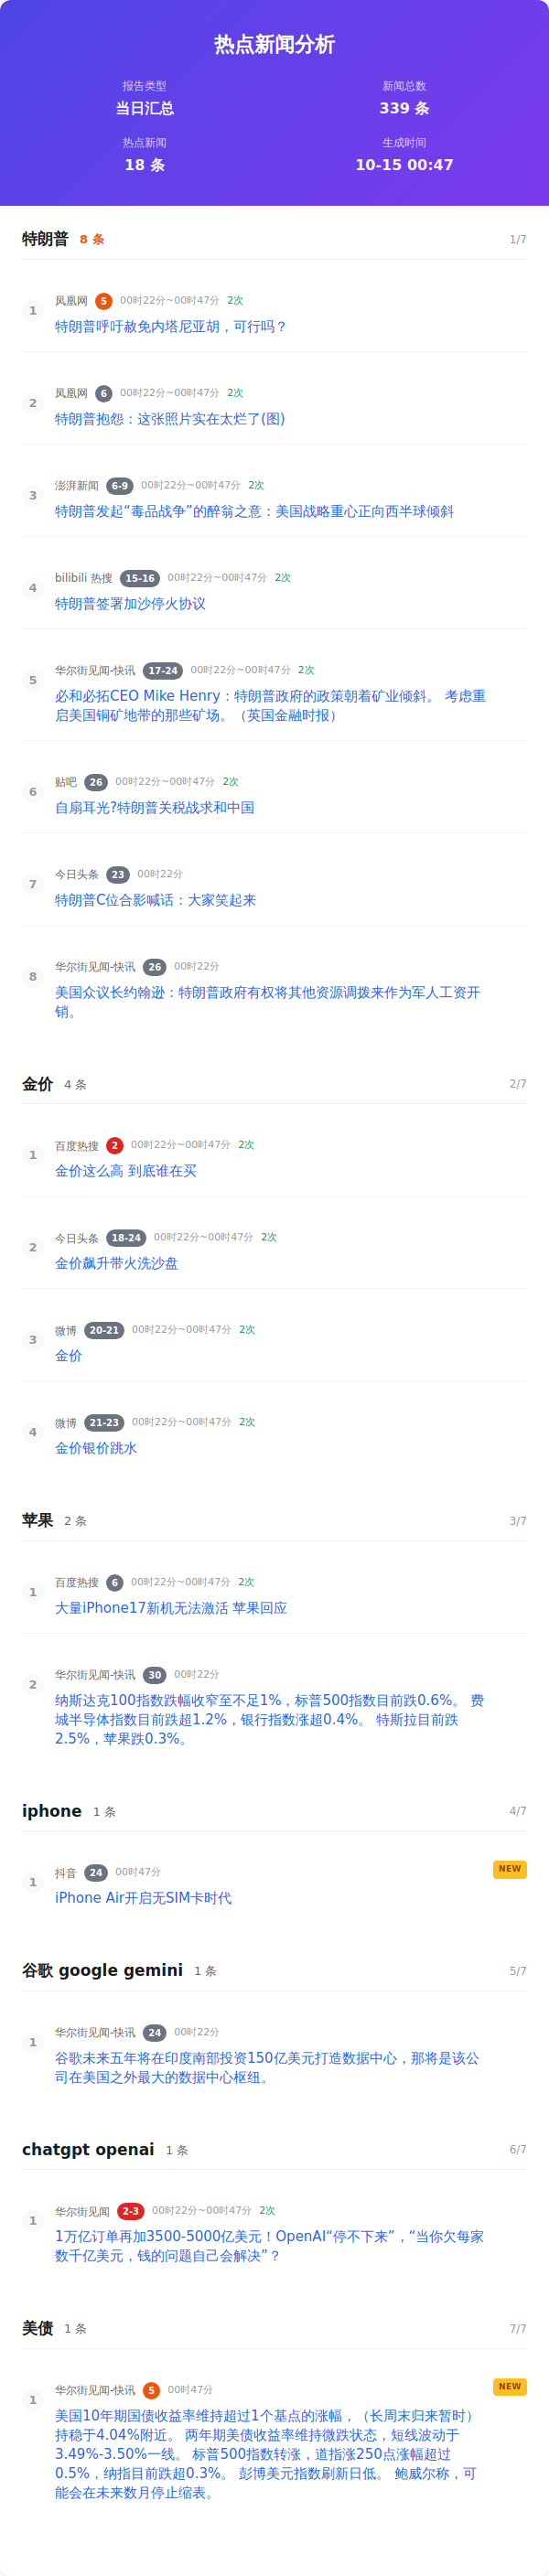 热点新闻分析
报告类型 新闻总数
当日汇总 339 条
热点新闻 生成时间
18 条 10-15 00:47
特朗普 8 条 1/7
1 凤凰网 5 00时22分~00时47分 2次
特朗普呼吁赦免内塔尼亚胡，可行吗？
2 凤凰网 6 00时22分~00时47分 2次
特朗普抱怨：这张照片实在太烂了(图)
3 澎湃新闻 6-9 00时22分~00时47分 2次
特朗普发起“毒品战争”的醉翁之意：美国战略重心正向西半球倾斜
4 bilibili 热搜 15-16 00时22分~00时47分 2次
特朗普签署加沙停火协议
5 华尔街见闻-快讯 17-24 00时22分~00时47分 2次
必和必拓CEO Mike Henry：特朗普政府的政策朝着矿业倾斜。 考虑重
启美国铜矿地带的那些矿场。（英国金融时报）
6 贴吧 26 00时22分~00时47分 2次
自扇耳光?特朗普关税战求和中国
7 今日头条 23 00时22分
特朗普C位合影喊话：大家笑起来
8 华尔街见闻-快讯 26 00时22分
美国众议长约翰逊：特朗普政府有权将其他资源调拨来作为军人工资开
销。
金价 4 条 2/7
1 百度热搜 2 00时22分~00时47分 2次
金价这么高 到底谁在买
2 今日头条 18-24 00时22分~00时47分 2次
金价飙升带火洗沙盘
3 微博 20-21 00时22分~00时47分 2次
金价
4 微博 21-23 00时22分~00时47分 2次
金价银价跳水
苹果 2 条 3/7
1 百度热搜 6 00时22分~00时47分 2次
大量iPhone17新机无法激活 苹果回应
2 华尔街见闻-快讯 30 00时22分
纳斯达克100指数跌幅收窄至不足1%，标普500指数目前跌0.6%。 费
城半导体指数目前跌超1.2%，银行指数涨超0.4%。 特斯拉目前跌
2.5%，苹果跌0.3%。
iphone 1 条 4/7
1 抖音 24 00时47分 NEW
iPhone Air开启无SIM卡时代
谷歌 google gemini 1 条 5/7
1 华尔街见闻-快讯 24 00时22分
谷歌未来五年将在印度南部投资150亿美元打造数据中心，那将是该公
司在美国之外最大的数据中心枢纽。
chatgpt openai 1 条 6/7
1 华尔街见闻 2-3 00时22分~00时47分 2次
1万亿订单再加3500-5000亿美元！OpenAI“停不下来”，“当你欠每家
数千亿美元，钱的问题自己会解决”？
美债 1 条 7/7
1 华尔街见闻-快讯 5 00时47分 NEW
美国10年期国债收益率维持超过1个基点的涨幅，（长周末归来暂时）
持稳于4.04%附近。 两年期美债收益率维持微跌状态，短线波动于
3.49%-3.50%一线。 标普500指数转涨，道指涨250点涨幅超过
0.5%，纳指目前跌超0.3%。 彭博美元指数刷新日低。 鲍威尔称，可
能会在未来数月停止缩表。